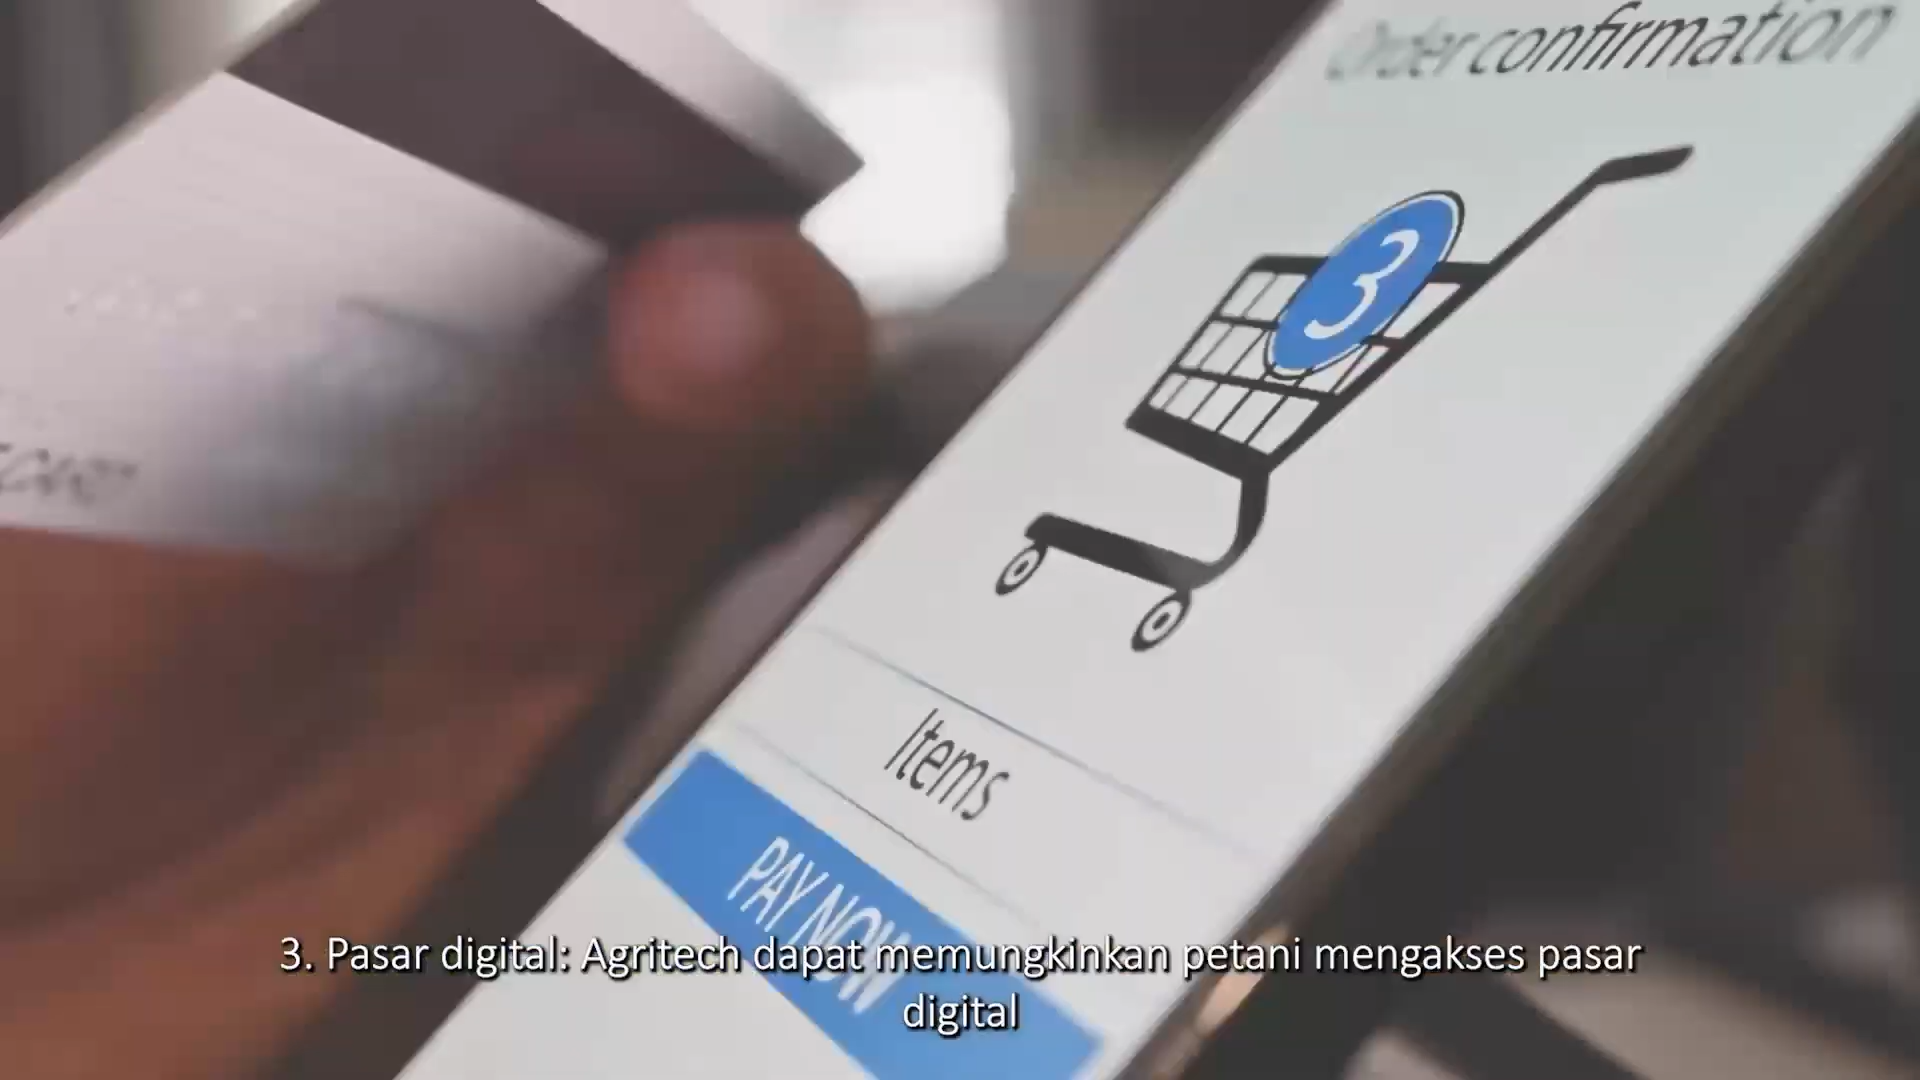 Order confirmation
3
Items
PAY NOW
3. Pasar digital: Agritech dapat memungkinkan petani mengakses pasar
digital